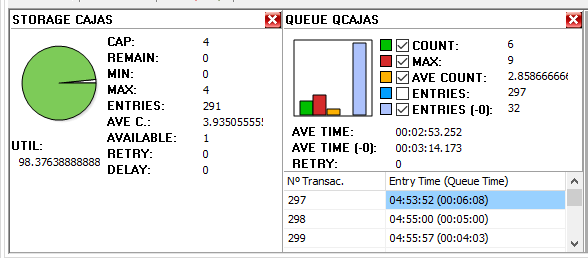 STORAGE CAJAS
CAP: 4
REMAIN: 0
MIN: 0
MAX: 4
ENTRIES: 291
AVE C.: 3.935055555
AVAILABLE: 1
RETRY: 0
DELAY: 0
UTIL:
98.37638888888
QUEUE QCAJAS
COUNT: 6
MAX: 9
AVE COUNT: 2.858666666
ENTRIES: 297
ENTRIES (-0): 32
AVE TIME: 00:02:53.252
AVE TIME (-0): 00:03:14.173
RETRY: 0
Nº Transac. Entry Time (Queue Time)
297 04:53:52 (00:06:08)
298 04:55:00 (00:05:00)
299 04:55:57 (00:04:03)